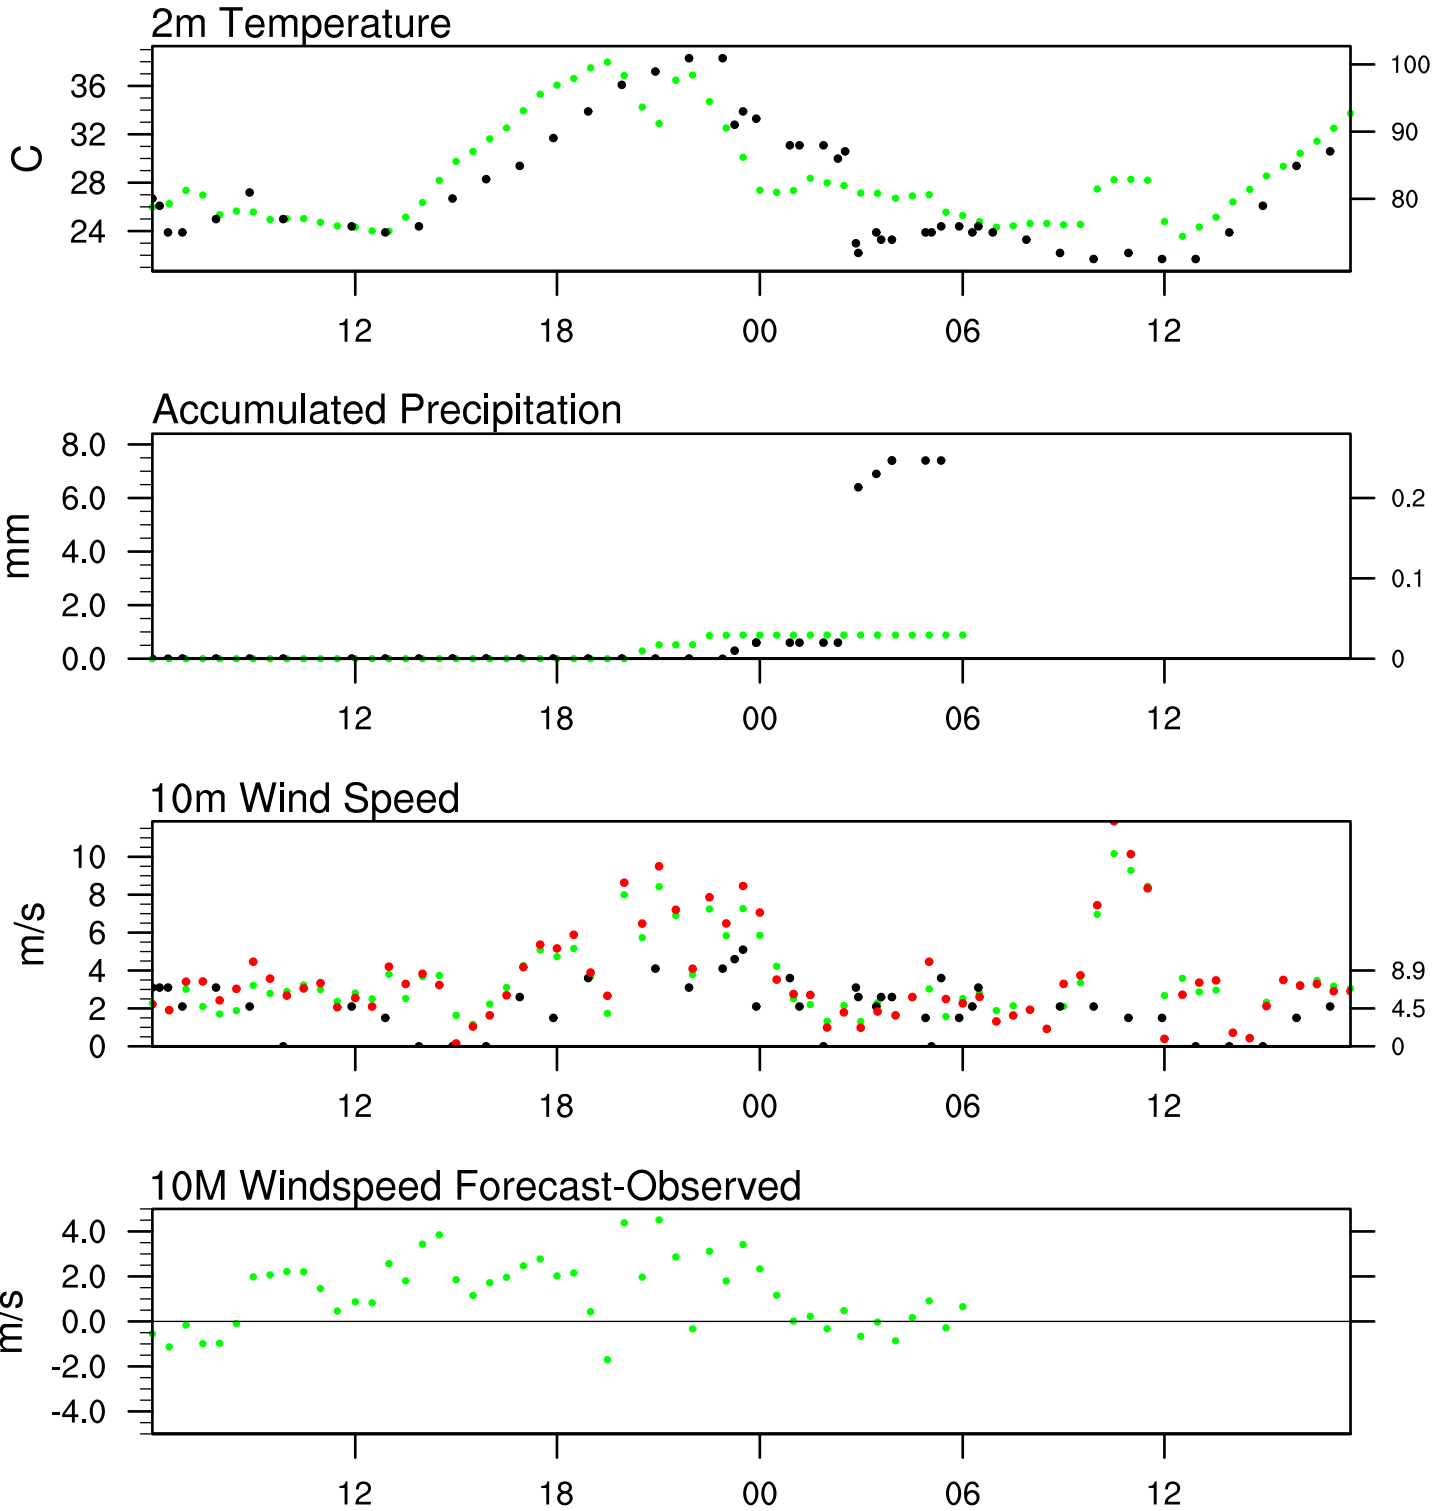 2m Temperature
36
32
28
24
C
100
90
80
12 18 00 06 12
Accumulated Precipitation
8.0
6.0
4.0
2.0
0.0
mm
0.2
0.1
0
12 18 00 06 12
10m Wind Speed
10
8
6
4
2
0
m/s
8.9
4.5
0
12 18 00 06 12
10M Windspeed Forecast-Observed
4.0
2.0
0.0
-2.0
-4.0
m/s
12 18 00 06 12